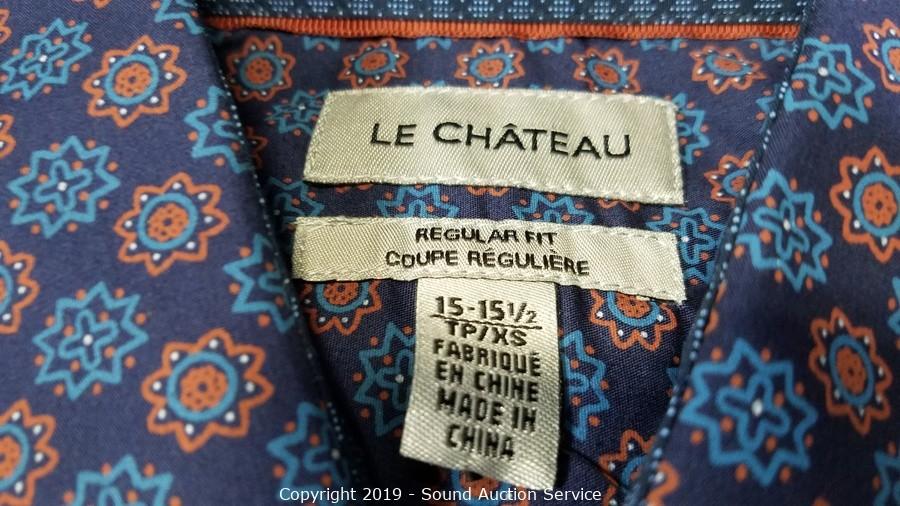 LE CHÂTEAU
REGULAR FIT
COUPE RÉGULIÈRE
15-15½
TP/XS
FABRIQUÉ
EN CHINE
MADE IN
CHINA
Copyright 2019 - Sound Auction Service